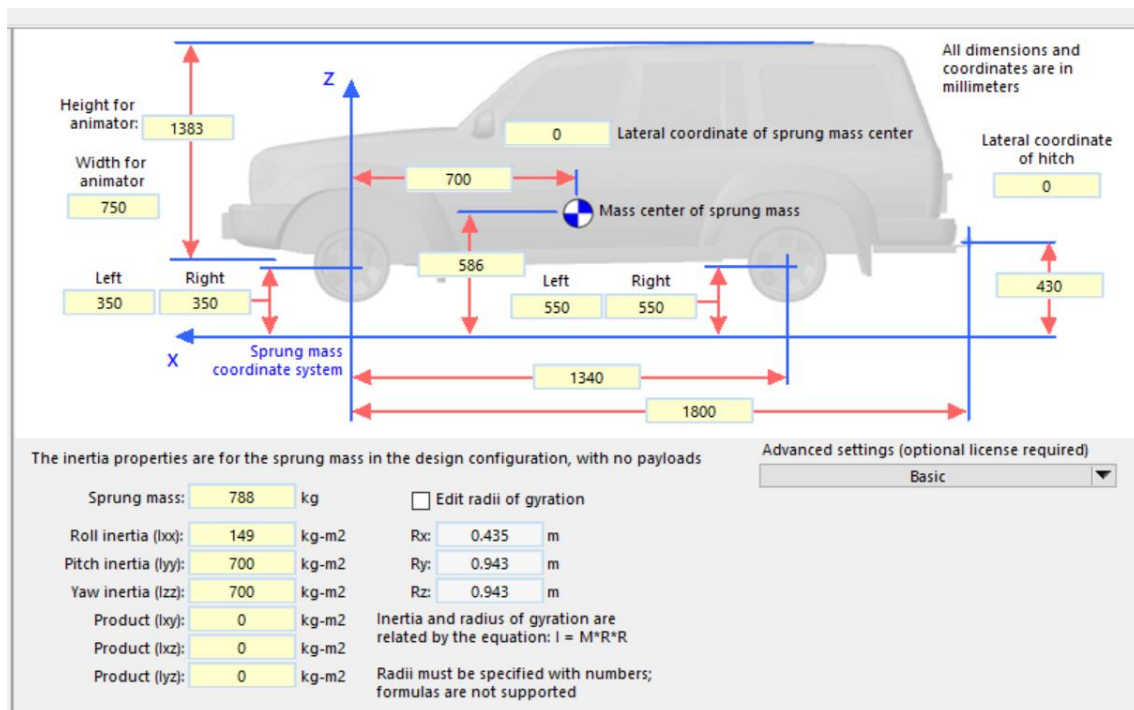 Z
All dimensions and
coordinates are in
millimeters
Height for
animator:
1383
0
Lateral coordinate of sprung mass center
Lateral coordinate
of hitch
0
Width for
animator
750
700
Mass center of sprung mass
586
Left
Right
350
350
Left
Right
550
550
430
X
Sprung mass
coordinate system
1340
1800
The inertia properties are for the sprung mass in the design configuration, with no payloads
Advanced settings (optional license required)
Basic
Sprung mass: 788 kg
Edit radii of gyration
Roll inertia (Ixx): 149 kg-m2
Rx: 0.435 m
Pitch inertia (Iyy): 700 kg-m2
Ry: 0.943 m
Yaw inertia (Izz): 700 kg-m2
Rz: 0.943 m
Product (Ixy): 0 kg-m2
Product (Ixz): 0 kg-m2
Product (Iyz): 0 kg-m2
Inertia and radius of gyration are
related by the equation: I = M*R*R
Radii must be specified with numbers;
formulas are not supported